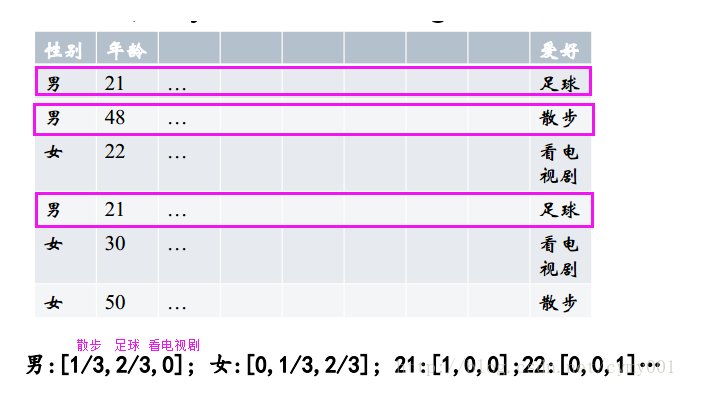 性别 年龄 爱好
男 21 … 足球
男 48 … 散步
女 22 … 看电
视剧
男 21 … 足球
女 30 … 看电
视剧
女 50 … 散步
散步 足球 看电视剧
男:[1/3,2/3,0]; 女:[0,1/3,2/3]; 21:[1,0,0];22:[0,0,1]…